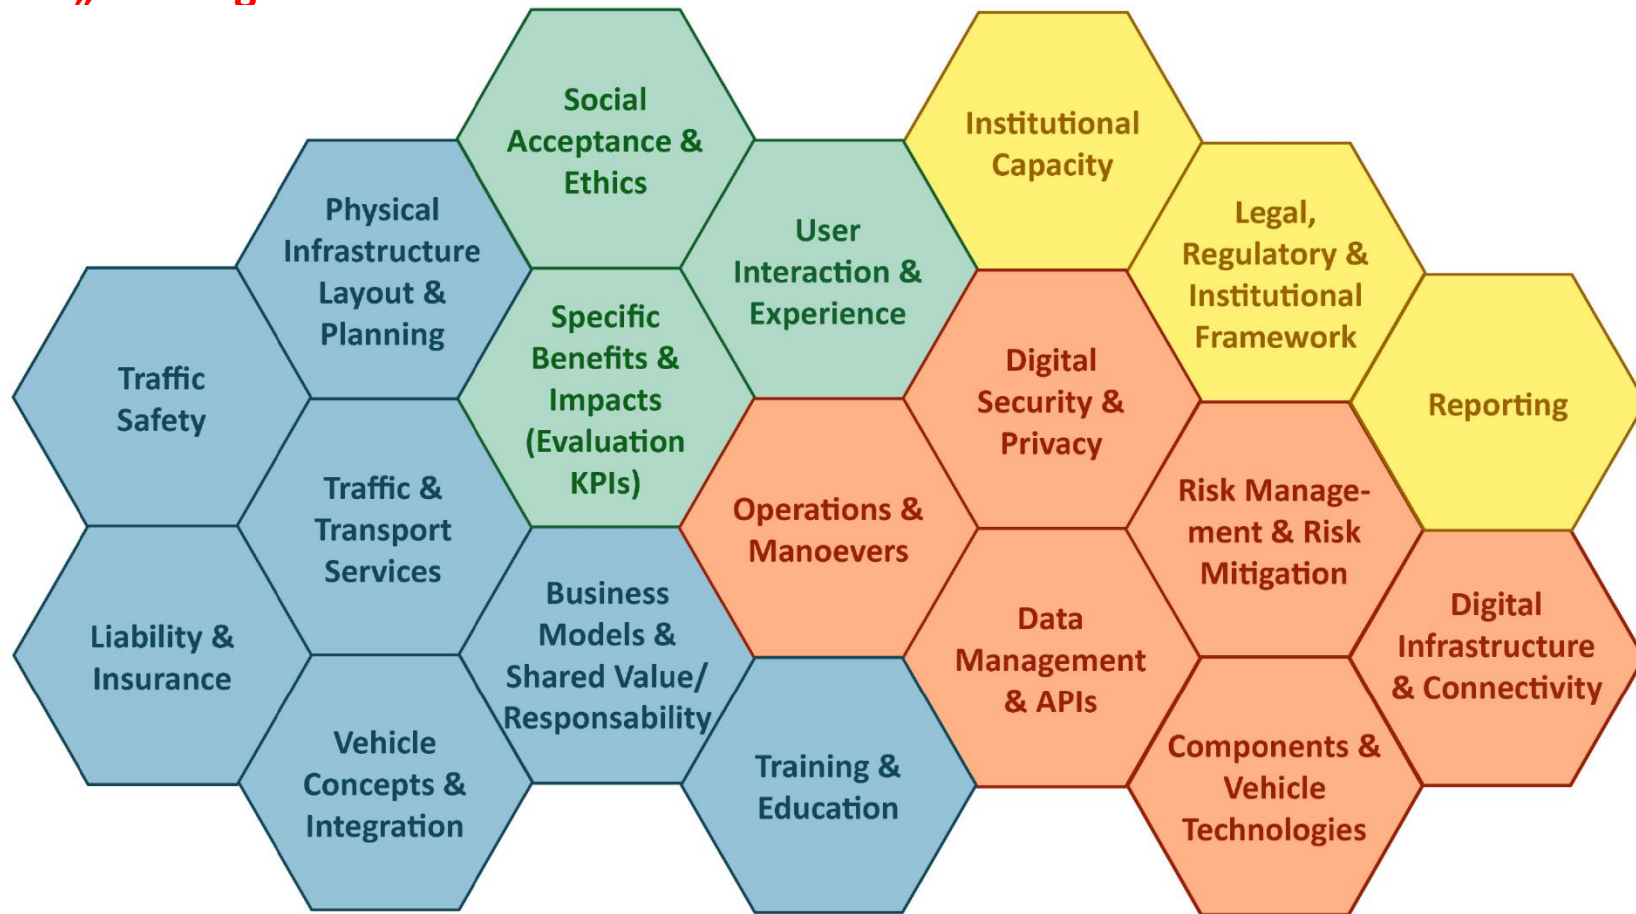 Social
Acceptance &
Ethics
Institutional
Capacity
Physical
Infrastructure
Layout &
Planning
User
Interaction &
Experience
Legal,
Regulatory &
Institutional
Framework
Traffic
Safety
Specific
Benefits &
Impacts
(Evaluation
KPIs)
Digital
Security &
Privacy
Reporting
Traffic &
Transport
Services
Operations &
Manoevers
Risk Manage-
ment & Risk
Mitigation
Liability &
Insurance
Business
Models &
Shared Value/
Responsability
Data
Management
& APIs
Digital
Infrastructure
& Connectivity
Vehicle
Concepts &
Integration
Training &
Education
Components &
Vehicle
Technologies